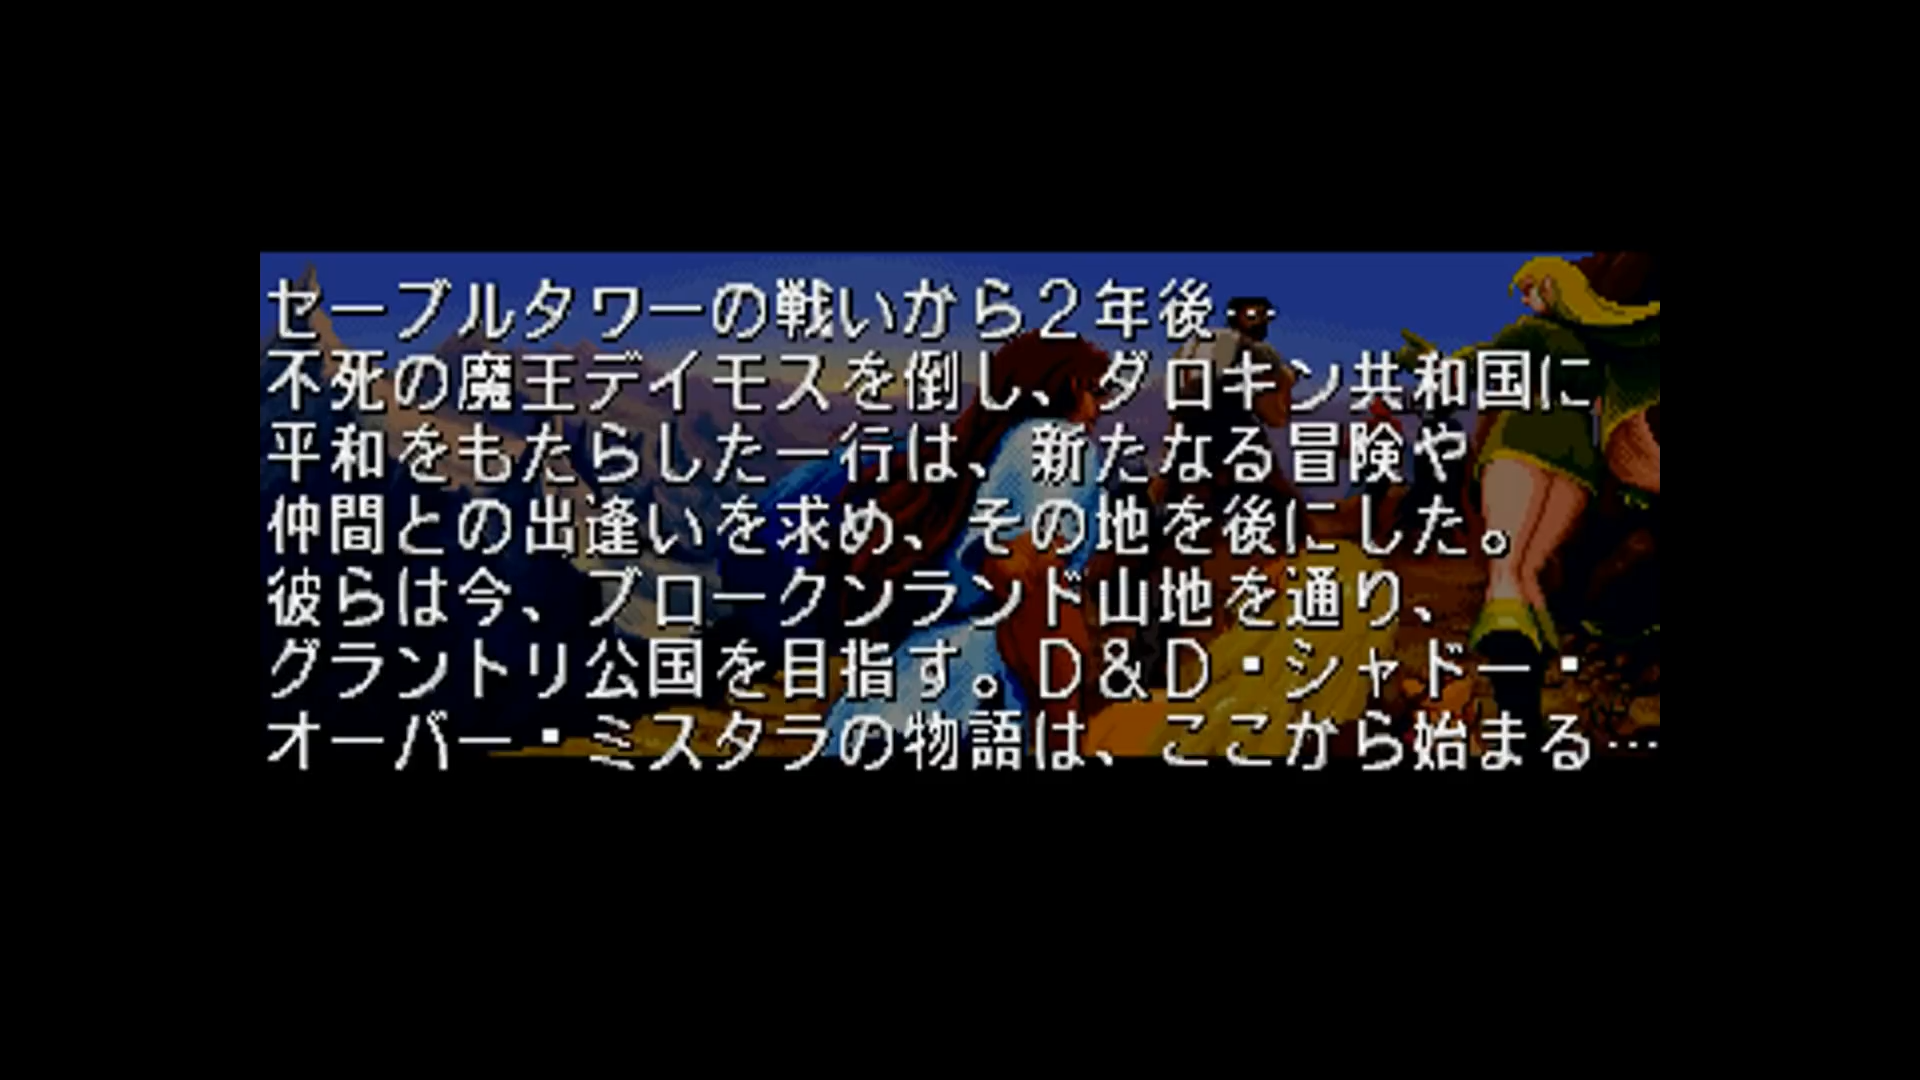 セーブルタワーの戦いから２年後…
不死の魔王デイモスを倒し、ダロキン共和国に
平和をもたらした一行は、新たなる冒険や
仲間との出逢いを求め、その地を後にした。
彼らは今、ブロークンランド山地を通り、
グラントリ公国を目指す。Ｄ＆Ｄ・シャドー・
オーバー・ミスタラの物語は、ここから始まる…